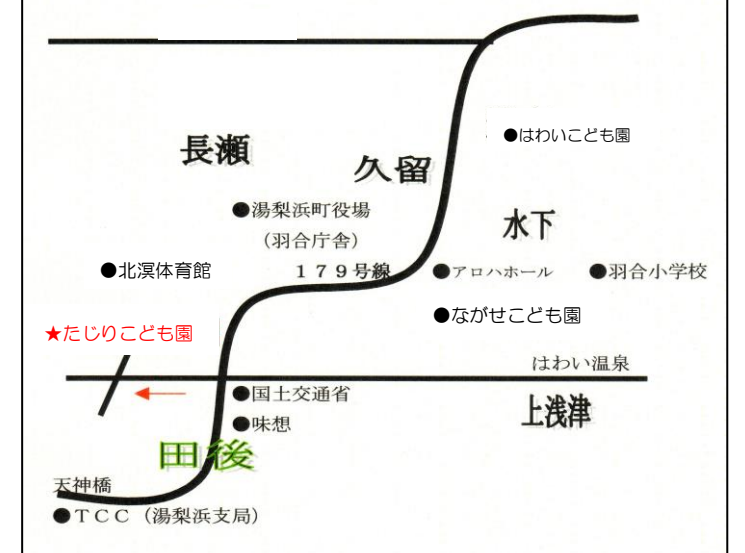 ●はわいこども園
長瀬
久留
●湯梨浜町役場
水下
（羽合庁舎）
●北溟体育館
１７９号線
●アロハホール
●羽合小学校
●ながせこども園
★たじりこども園
はわい温泉
●国土交通省
上浅津
●味想
田後
天神橋
●ＴＣＣ（湯梨浜支局）